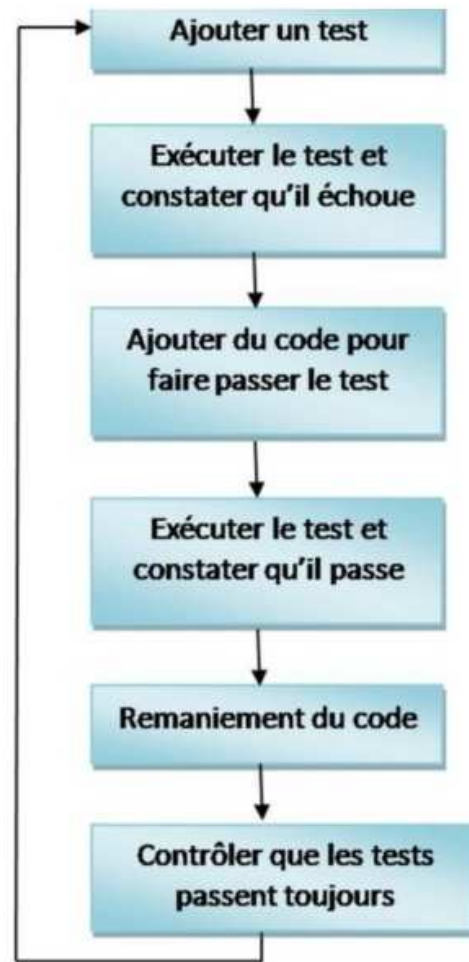 Ajouter un test
Exécuter le test et
constater qu'il échoue
Ajouter du code pour
faire passer le test
Exécuter le test et
constater qu'il passe
Remaniement du code
Contrôler que les tests
passent toujours